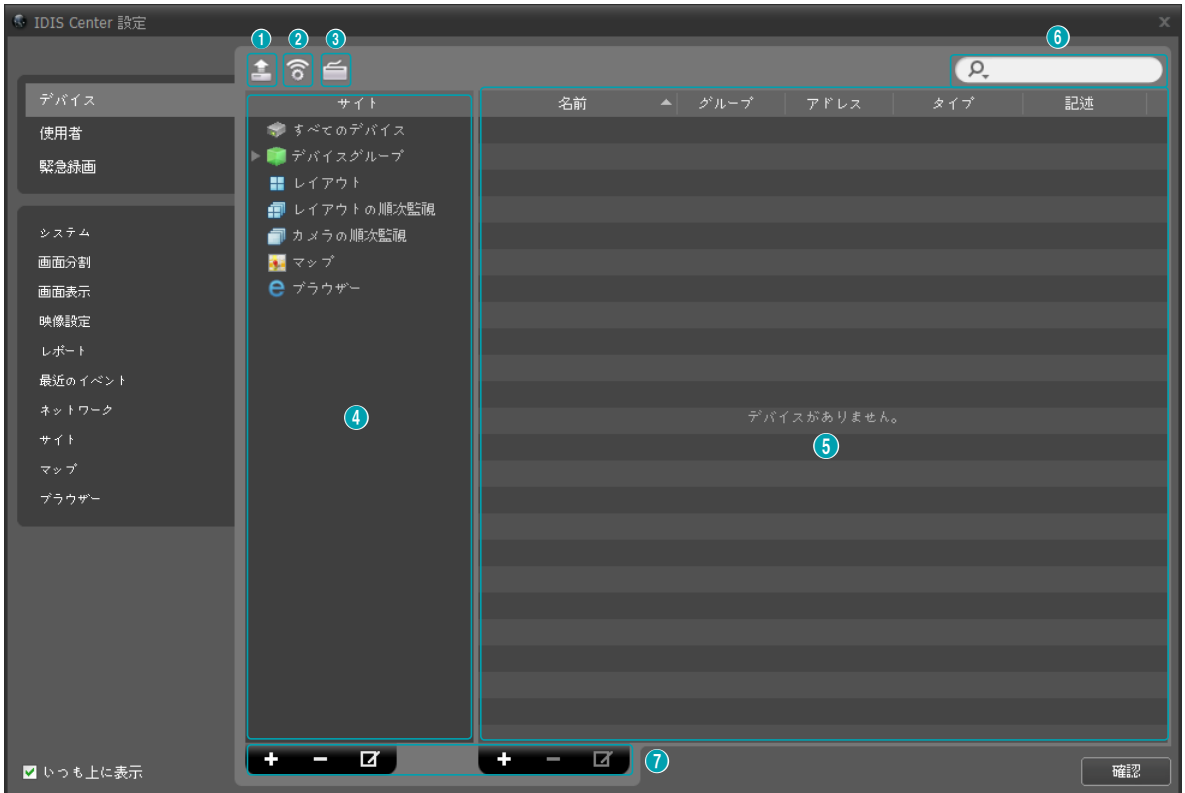 IDIS Center 設定
1 2 3 6
デバイス
使用者
緊急録画
システム
画面分割
画面表示
映像設定
レポート
最近のイベント
ネットワーク
サイト
マップ
ブラウザー
いつも上に表示
サイト
すべてのデバイス
デバイスグループ
レイアウト
レイアウトの順次監視
カメラの順次監視
マップ
ブラウザー
4
名前 グループ アドレス タイプ 記述
デバイスがありません。
5
7
確認